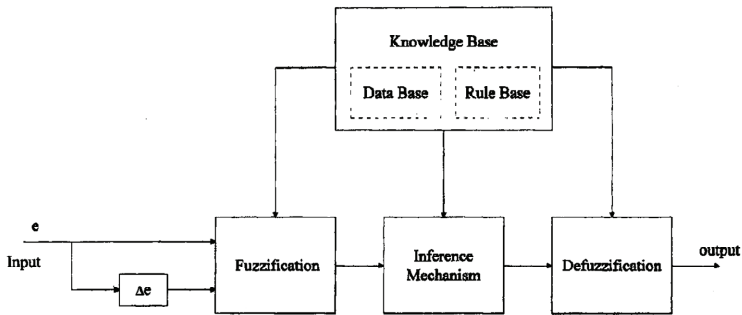 Knowledge Base
Data Base
Rule Base
e
Input
Δe
Fuzzification
Inference
Mechanism
Defuzzification
output